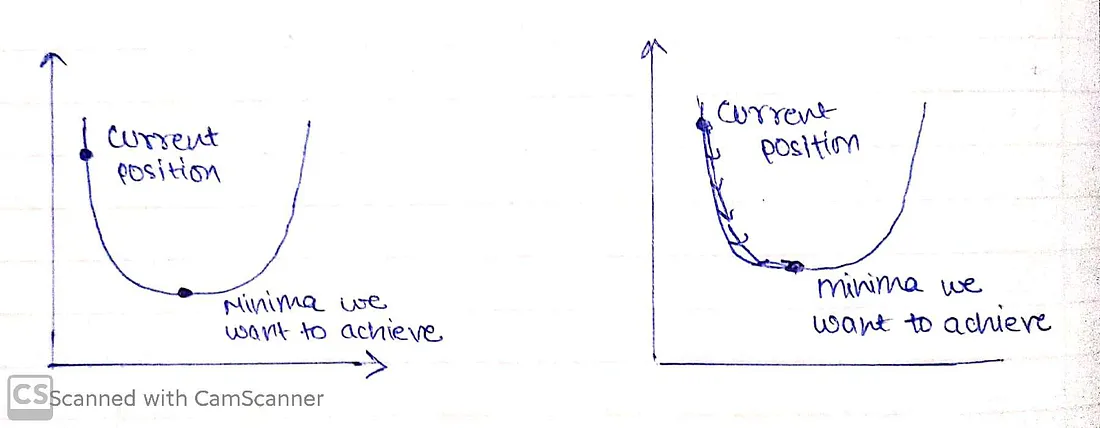 Current
position
Minima we
want to achieve
Current
position
minima we
want to achieve
CS Scanned with CamScanner